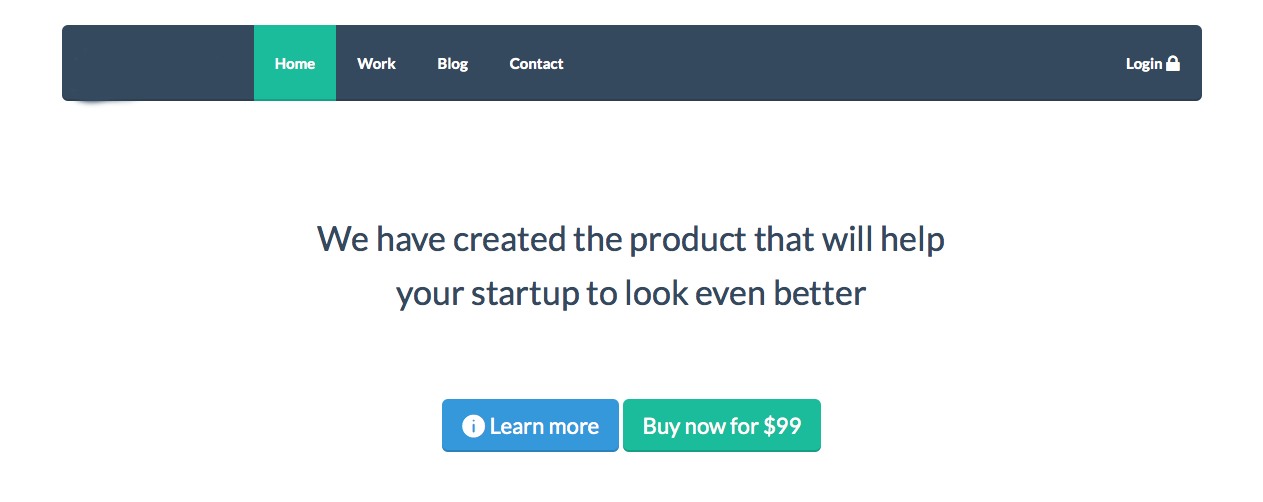 Home Work Blog Contact Login
We have created the product that will help
your startup to look even better
Learn more Buy now for $99